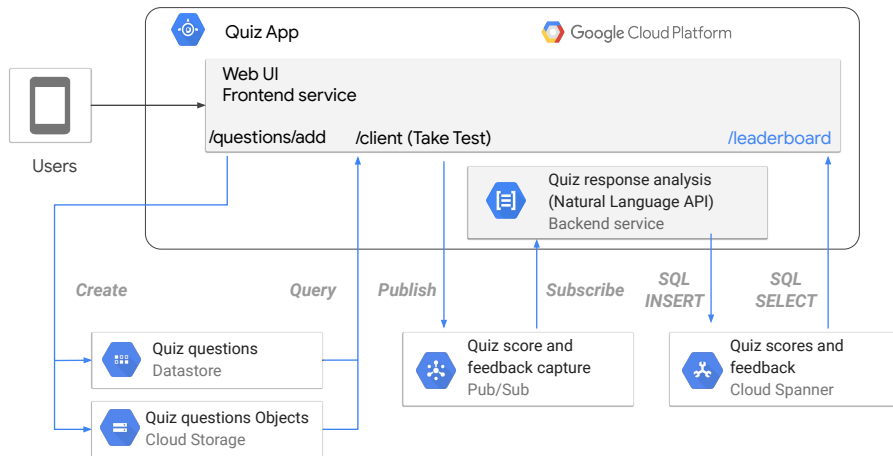 Quiz App
Google Cloud Platform
Web UI
Frontend service
/questions/add
/client (Take Test)
/leaderboard
Users
Quiz response analysis
(Natural Language API)
Backend service
Create
Query
Publish
Subscribe
SQL
INSERT
SQL
SELECT
Quiz questions
Datastore
Quiz score and
feedback capture
Pub/Sub
Quiz scores and
feedback
Cloud Spanner
Quiz questions Objects
Cloud Storage